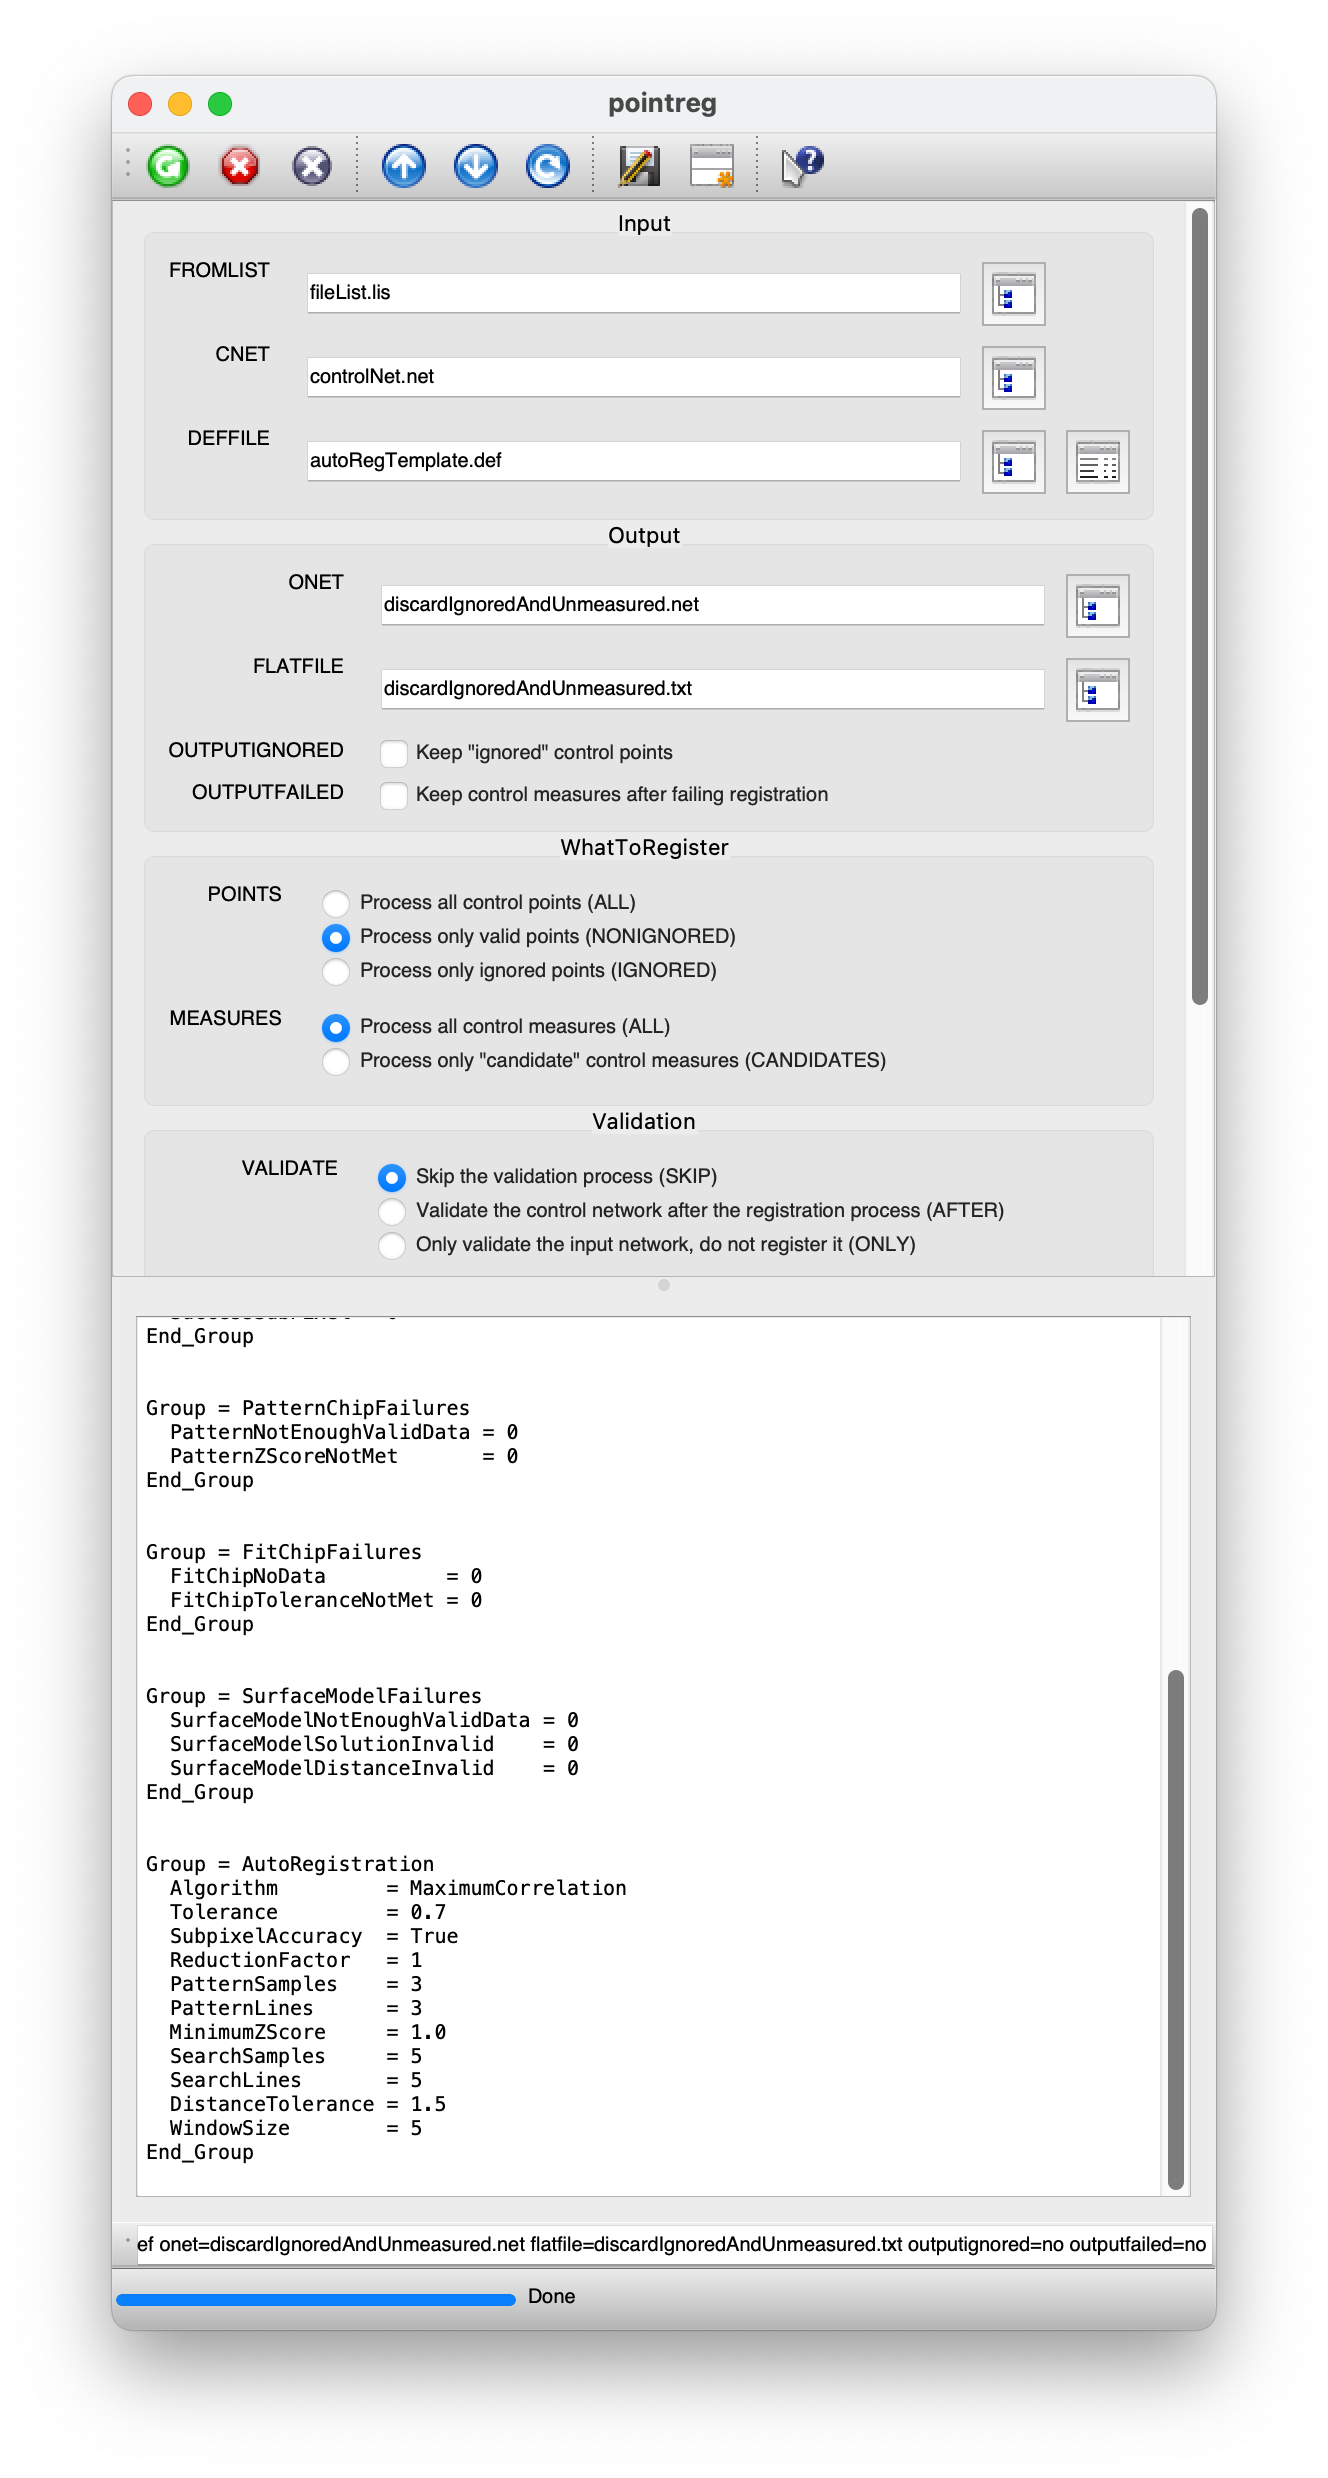 pointreg
Input
FROMLIST
fileList.lis
CNET
controlNet.net
DEFFILE
autoRegTemplate.def
Output
ONET
discardIgnoredAndUnmeasured.net
FLATFILE
discardIgnoredAndUnmeasured.txt
OUTPUTIGNORED Keep "ignored" control points
OUTPUTFAILED Keep control measures after failing registration
WhatToRegister
POINTS Process all control points (ALL)
Process only valid points (NONIGNORED)
Process only ignored points (IGNORED)
MEASURES Process all control measures (ALL)
Process only "candidate" control measures (CANDIDATES)
Validation
VALIDATE Skip the validation process (SKIP)
Validate the control network after the registration process (AFTER)
Only validate the input network, do not register it (ONLY)
End_Group
Group = PatternChipFailures
PatternNotEnoughValidData = 0
PatternZScoreNotMet = 0
End_Group
Group = FitChipFailures
FitChipNoData = 0
FitChipToleranceNotMet = 0
End_Group
Group = SurfaceModelFailures
SurfaceModelNotEnoughValidData = 0
SurfaceModelSolutionInvalid = 0
SurfaceModelDistanceInvalid = 0
End_Group
Group = AutoRegistration
Algorithm = MaximumCorrelation
Tolerance = 0.7
SubpixelAccuracy = True
ReductionFactor = 1
PatternSamples = 3
PatternLines = 3
MinimumZScore = 1.0
SearchSamples = 5
SearchLines = 5
DistanceTolerance = 1.5
WindowSize = 5
End_Group
ef onet=discardIgnoredAndUnmeasured.net flatfile=discardIgnoredAndUnmeasured.txt outputignored=no outputfailed=no
Done